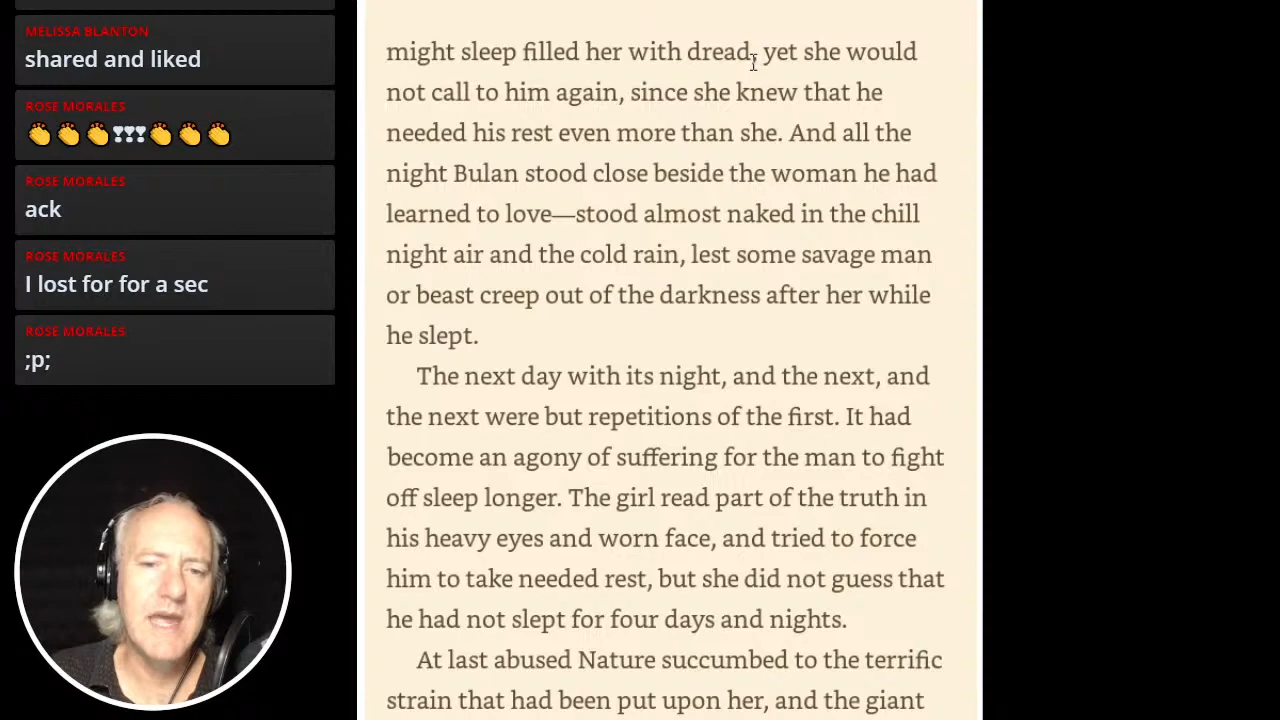 MELISSA BLANTON
shared and liked
ROSE MORALES
👏👏👏❣❣❣👏👏👏
ROSE MORALES
ack
ROSE MORALES
I lost for for a sec
ROSE MORALES
;p;
might sleep filled her with dread, yet she would
not call to him again, since she knew that he
needed his rest even more than she. And all the
night Bulan stood close beside the woman he had
learned to love—stood almost naked in the chill
night air and the cold rain, lest some savage man
or beast creep out of the darkness after her while
he slept.
The next day with its night, and the next, and
the next were but repetitions of the first. It had
become an agony of suffering for the man to fight
off sleep longer. The girl read part of the truth in
his heavy eyes and worn face, and tried to force
him to take needed rest, but she did not guess that
he had not slept for four days and nights.
At last abused Nature succumbed to the terrific
strain that had been put upon her, and the giant